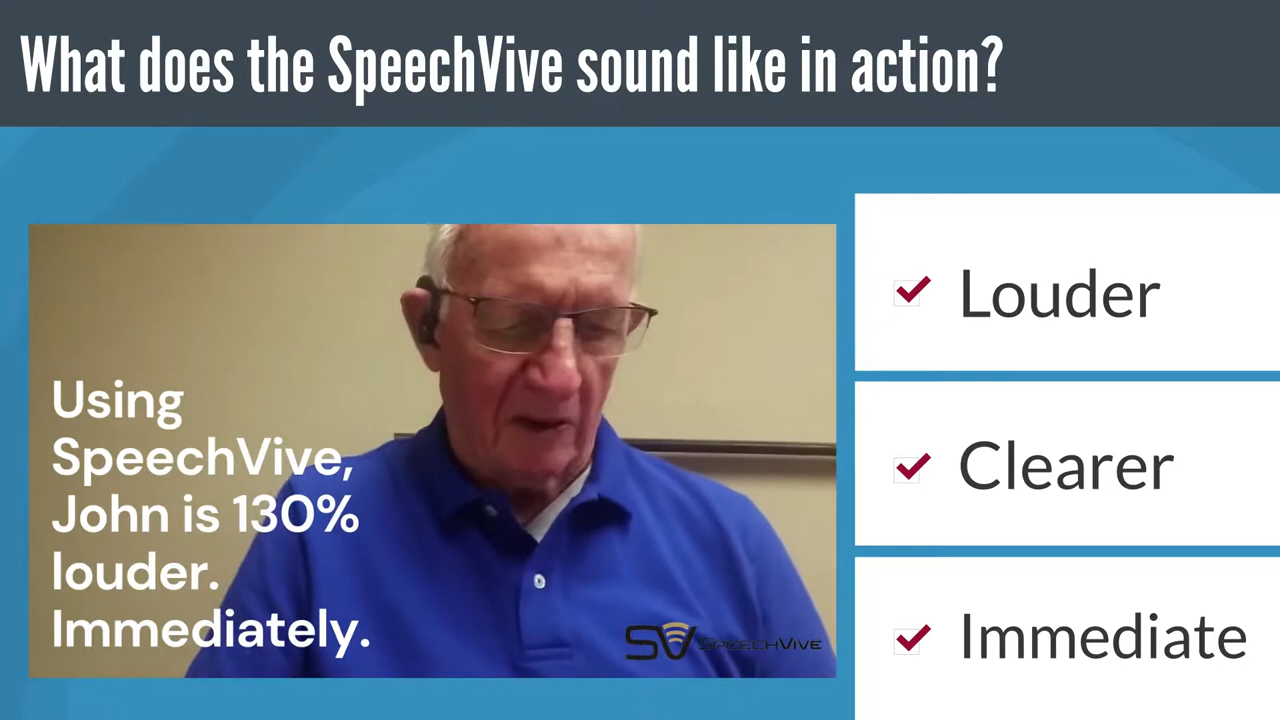 What does the SpeechVive sound like in action?
Using
SpeechVive,
John is 130%
louder.
Immediately.
SV SPEECHVIVE
Louder
Clearer
Immediate